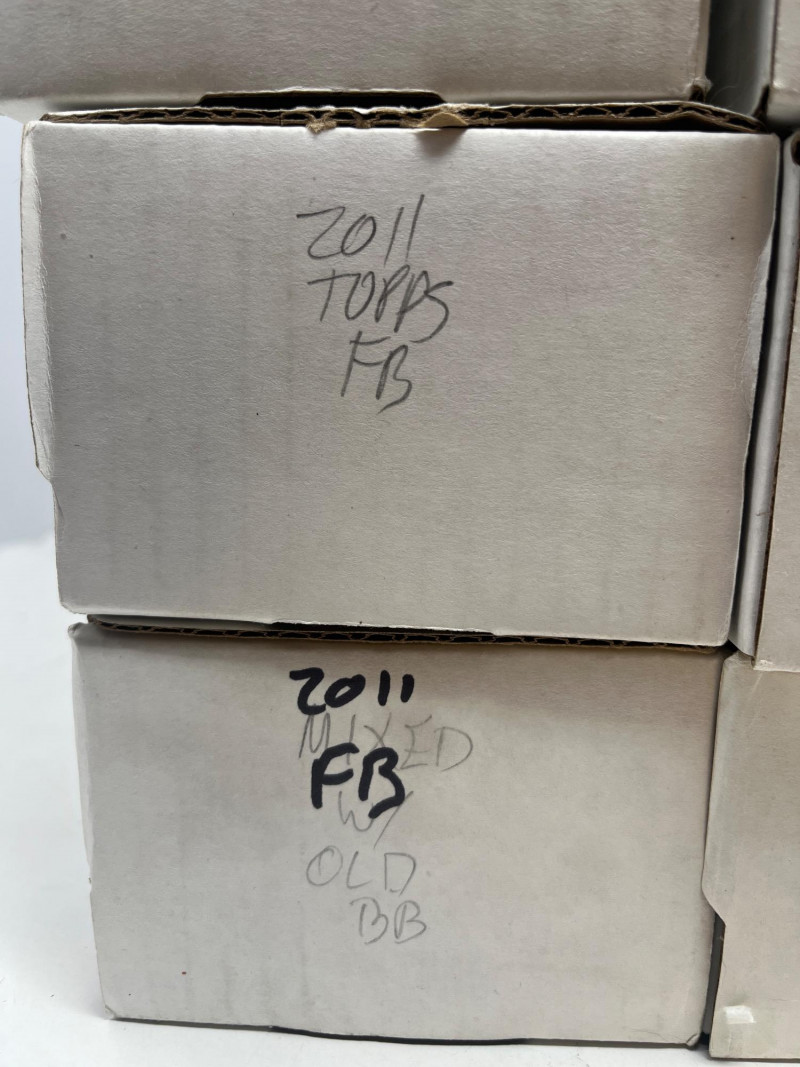 2011
TOPPS
FB
2011
MIXED
FB
W/
OLD
BB